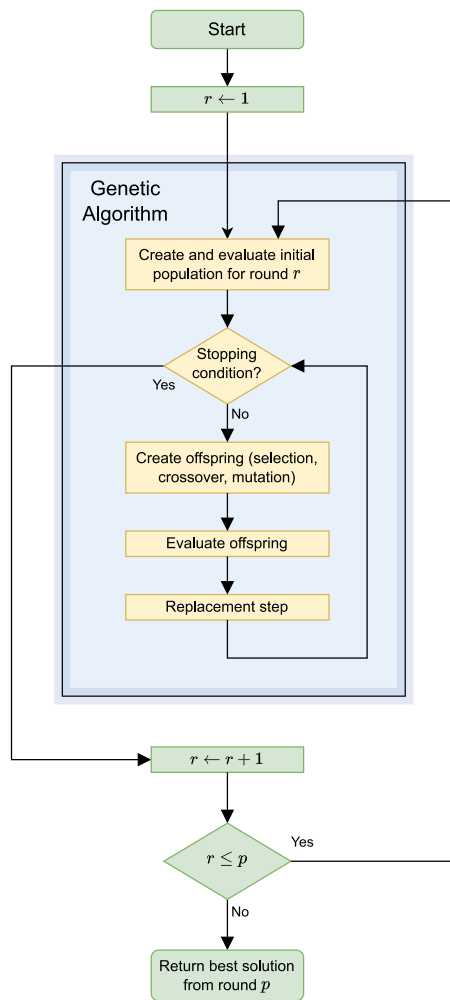 Start
r ← 1
Genetic
Algorithm
Create and evaluate initial
population for round r
Stopping
condition?
Yes
No
Create offspring (selection,
crossover, mutation)
Evaluate offspring
Replacement step
r ← r + 1
r ≤ p
Yes
No
Return best solution
from round p